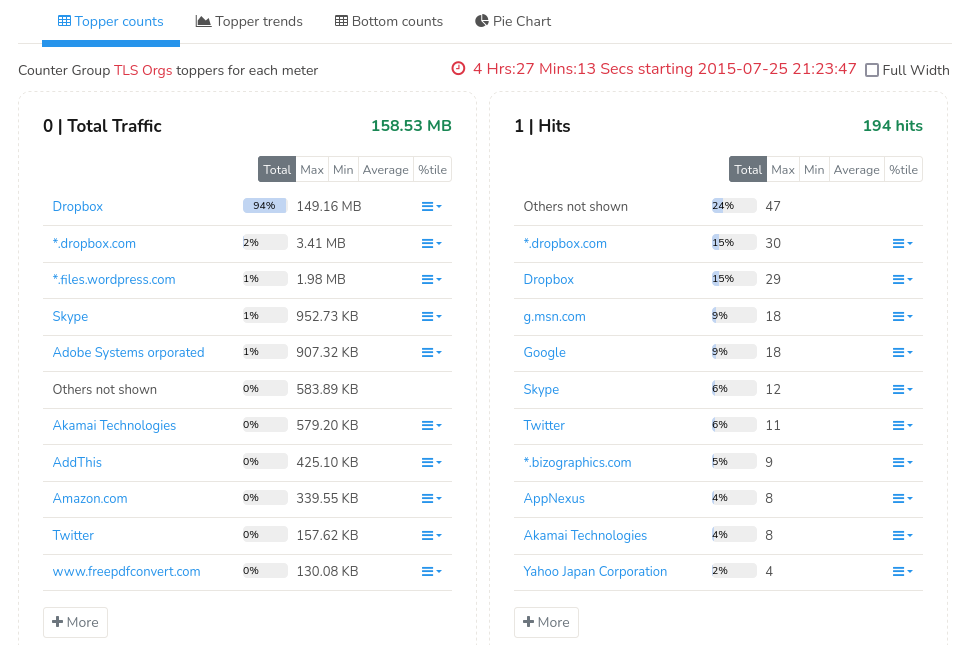 Topper counts Topper trends Bottom counts Pie Chart
Counter Group TLS Orgs toppers for each meter
4 Hrs:27 Mins:13 Secs starting 2015-07-25 21:23:47 Full Width
0 | Total Traffic 158.53 MB
Total Max Min Average %tile
Dropbox 94% 149.16 MB
*.dropbox.com 2% 3.41 MB
*.files.wordpress.com 1% 1.98 MB
Skype 1% 952.73 KB
Adobe Systems orporated 1% 907.32 KB
Others not shown 0% 583.89 KB
Akamai Technologies 0% 579.20 KB
AddThis 0% 425.10 KB
Amazon.com 0% 339.55 KB
Twitter 0% 157.62 KB
www.freepdfconvert.com 0% 130.08 KB
More
1 | Hits 194 hits
Total Max Min Average %tile
Others not shown 24% 47
*.dropbox.com 15% 30
Dropbox 15% 29
g.msn.com 9% 18
Google 9% 18
Skype 6% 12
Twitter 6% 11
*.bizographics.com 5% 9
AppNexus 4% 8
Akamai Technologies 4% 8
Yahoo Japan Corporation 2% 4
More